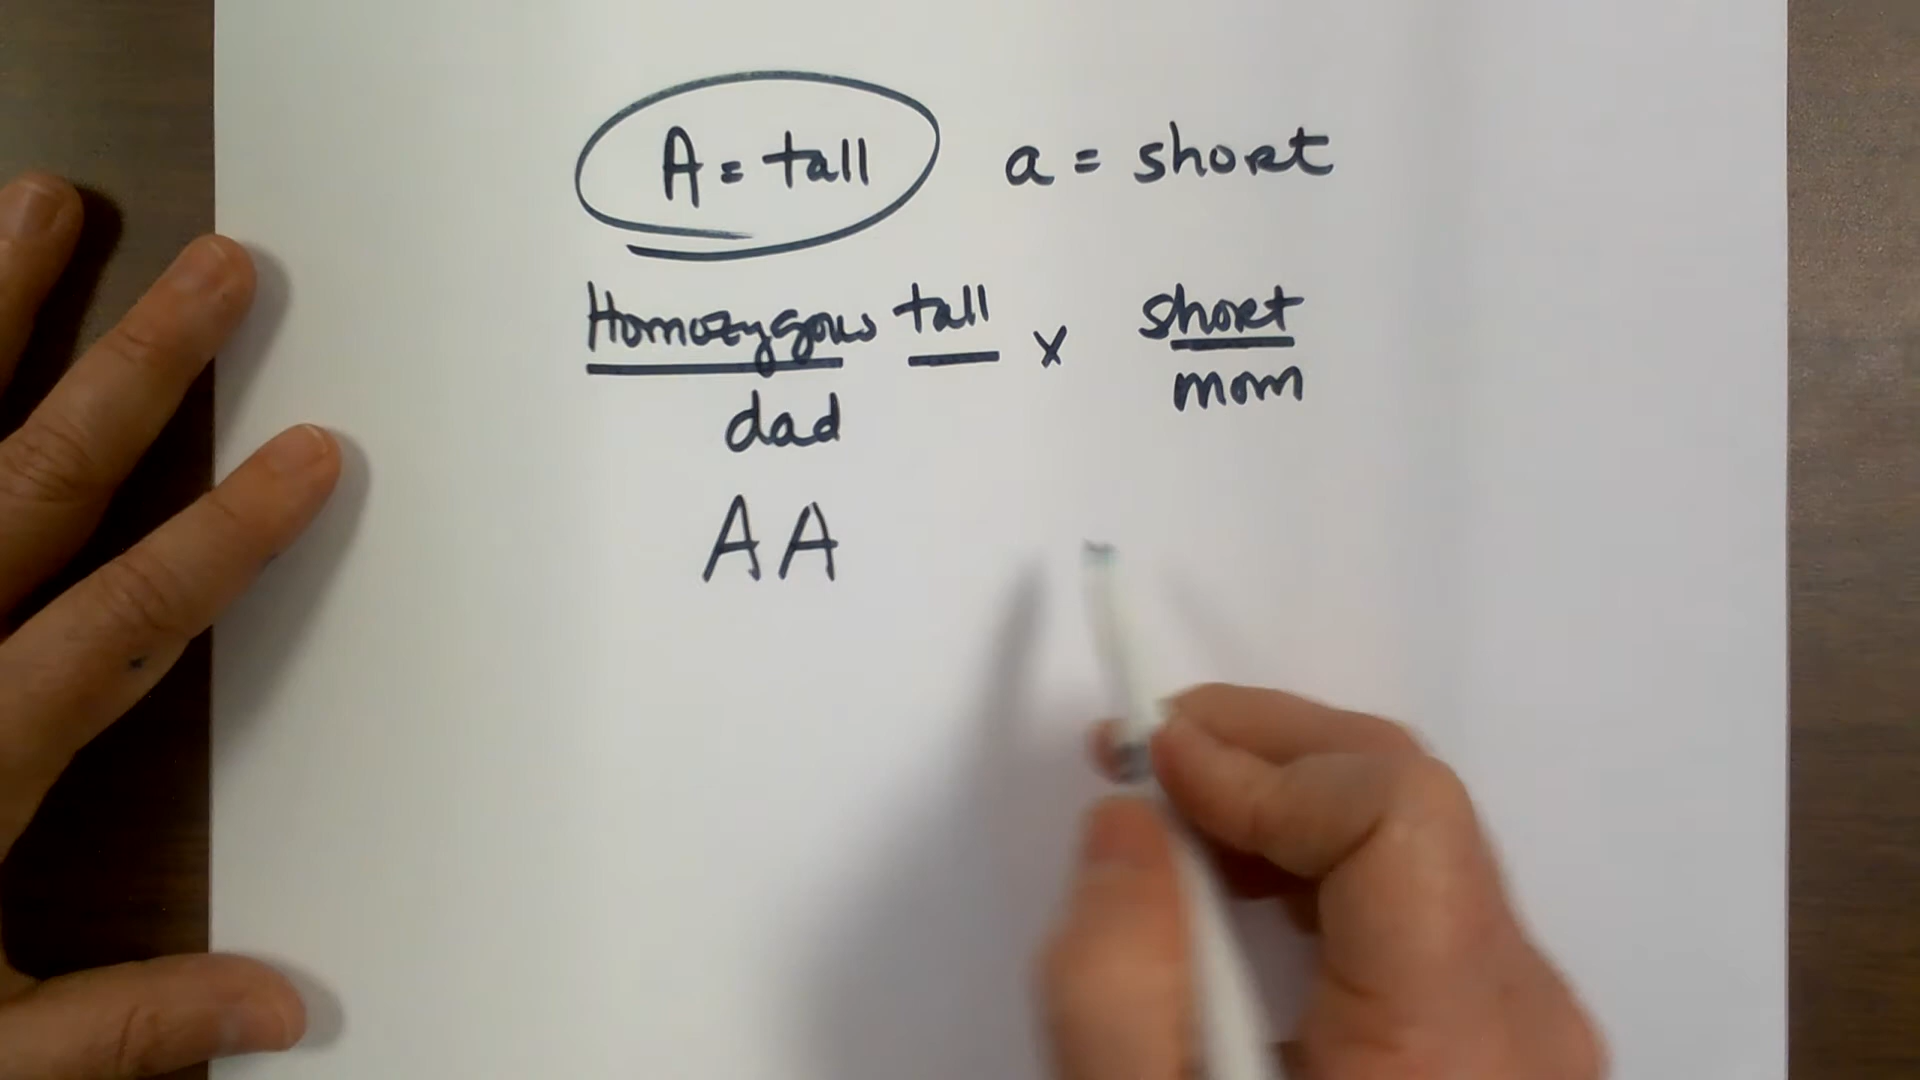 A = tall a = short
Homozygous tall x short
dad mom
AA